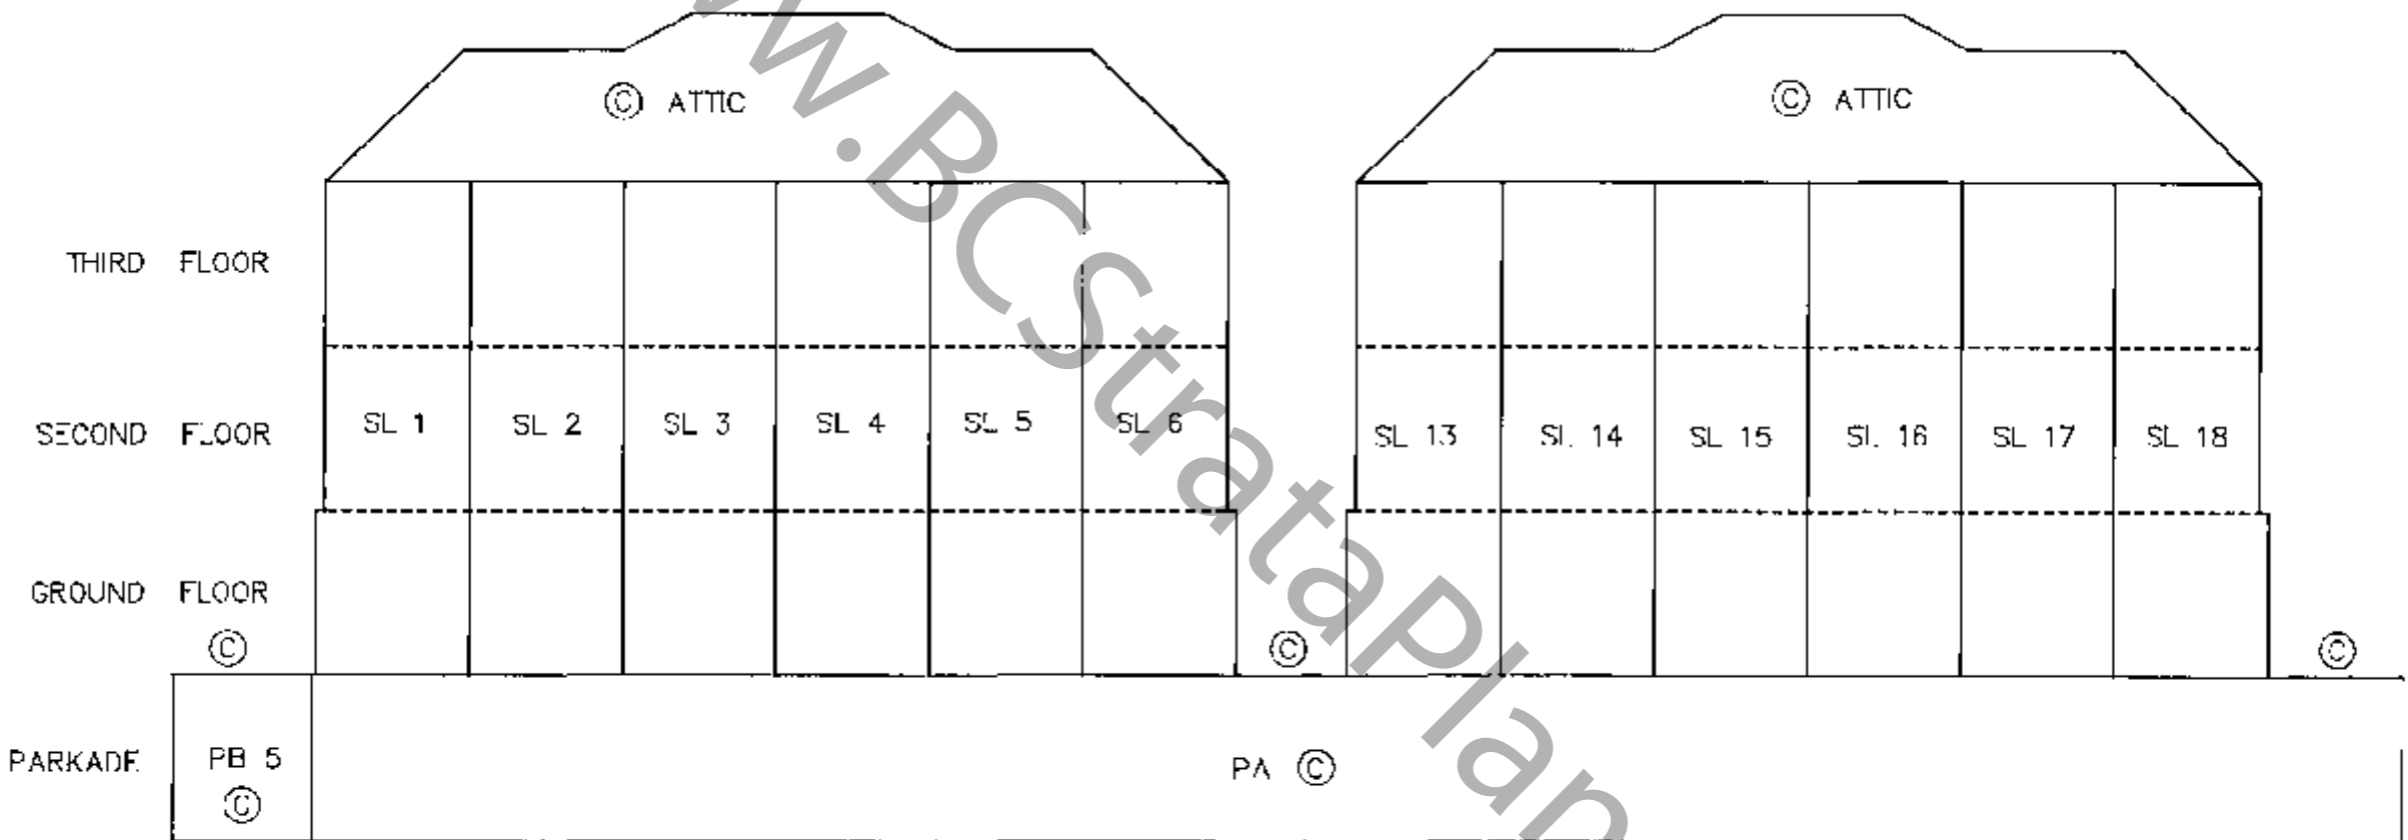 Ⓒ ATTIC
Ⓒ ATTIC
THIRD FLOOR
SECOND FLOOR SL 1 SL 2 SL 3 SL 4 SL 5 SL 6 SL 13 SL 14 SL 15 SL 16 SL 17 SL 18
GROUND FLOOR
Ⓒ Ⓒ Ⓒ
PARKADE PB 5 PA Ⓒ
Ⓒ
w.BCStrataPlan